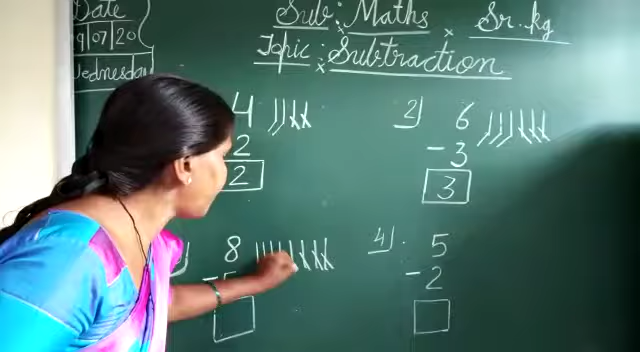 Date
9/07/20
Wednesday
Sub: Maths × Sr.kg
Topic: Subtraction
4
2
2
2) 6
- 3
3
8
-
4) 5
- 2